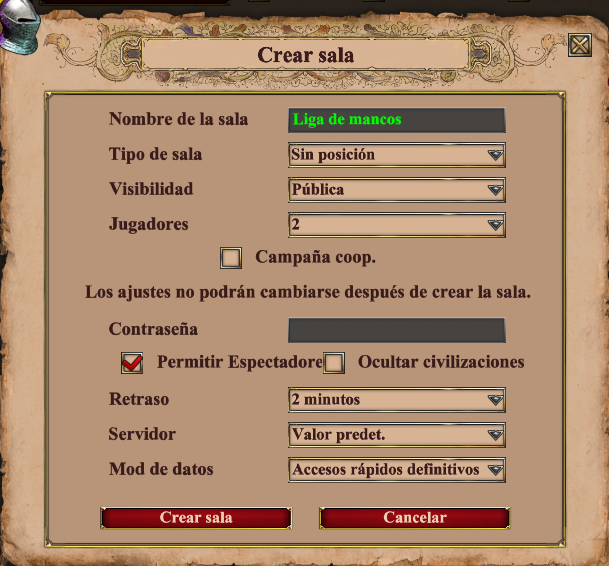 Crear sala
Nombre de la sala Liga de mancos
Tipo de sala Sin posición
Visibilidad Pública
Jugadores 2
Campaña coop.
Los ajustes no podrán cambiarse después de crear la sala.
Contraseña
Permitir Espectadore Ocultar civilizaciones
Retraso 2 minutos
Servidor Valor predet.
Mod de datos Accesos rápidos definitivos
Crear sala Cancelar